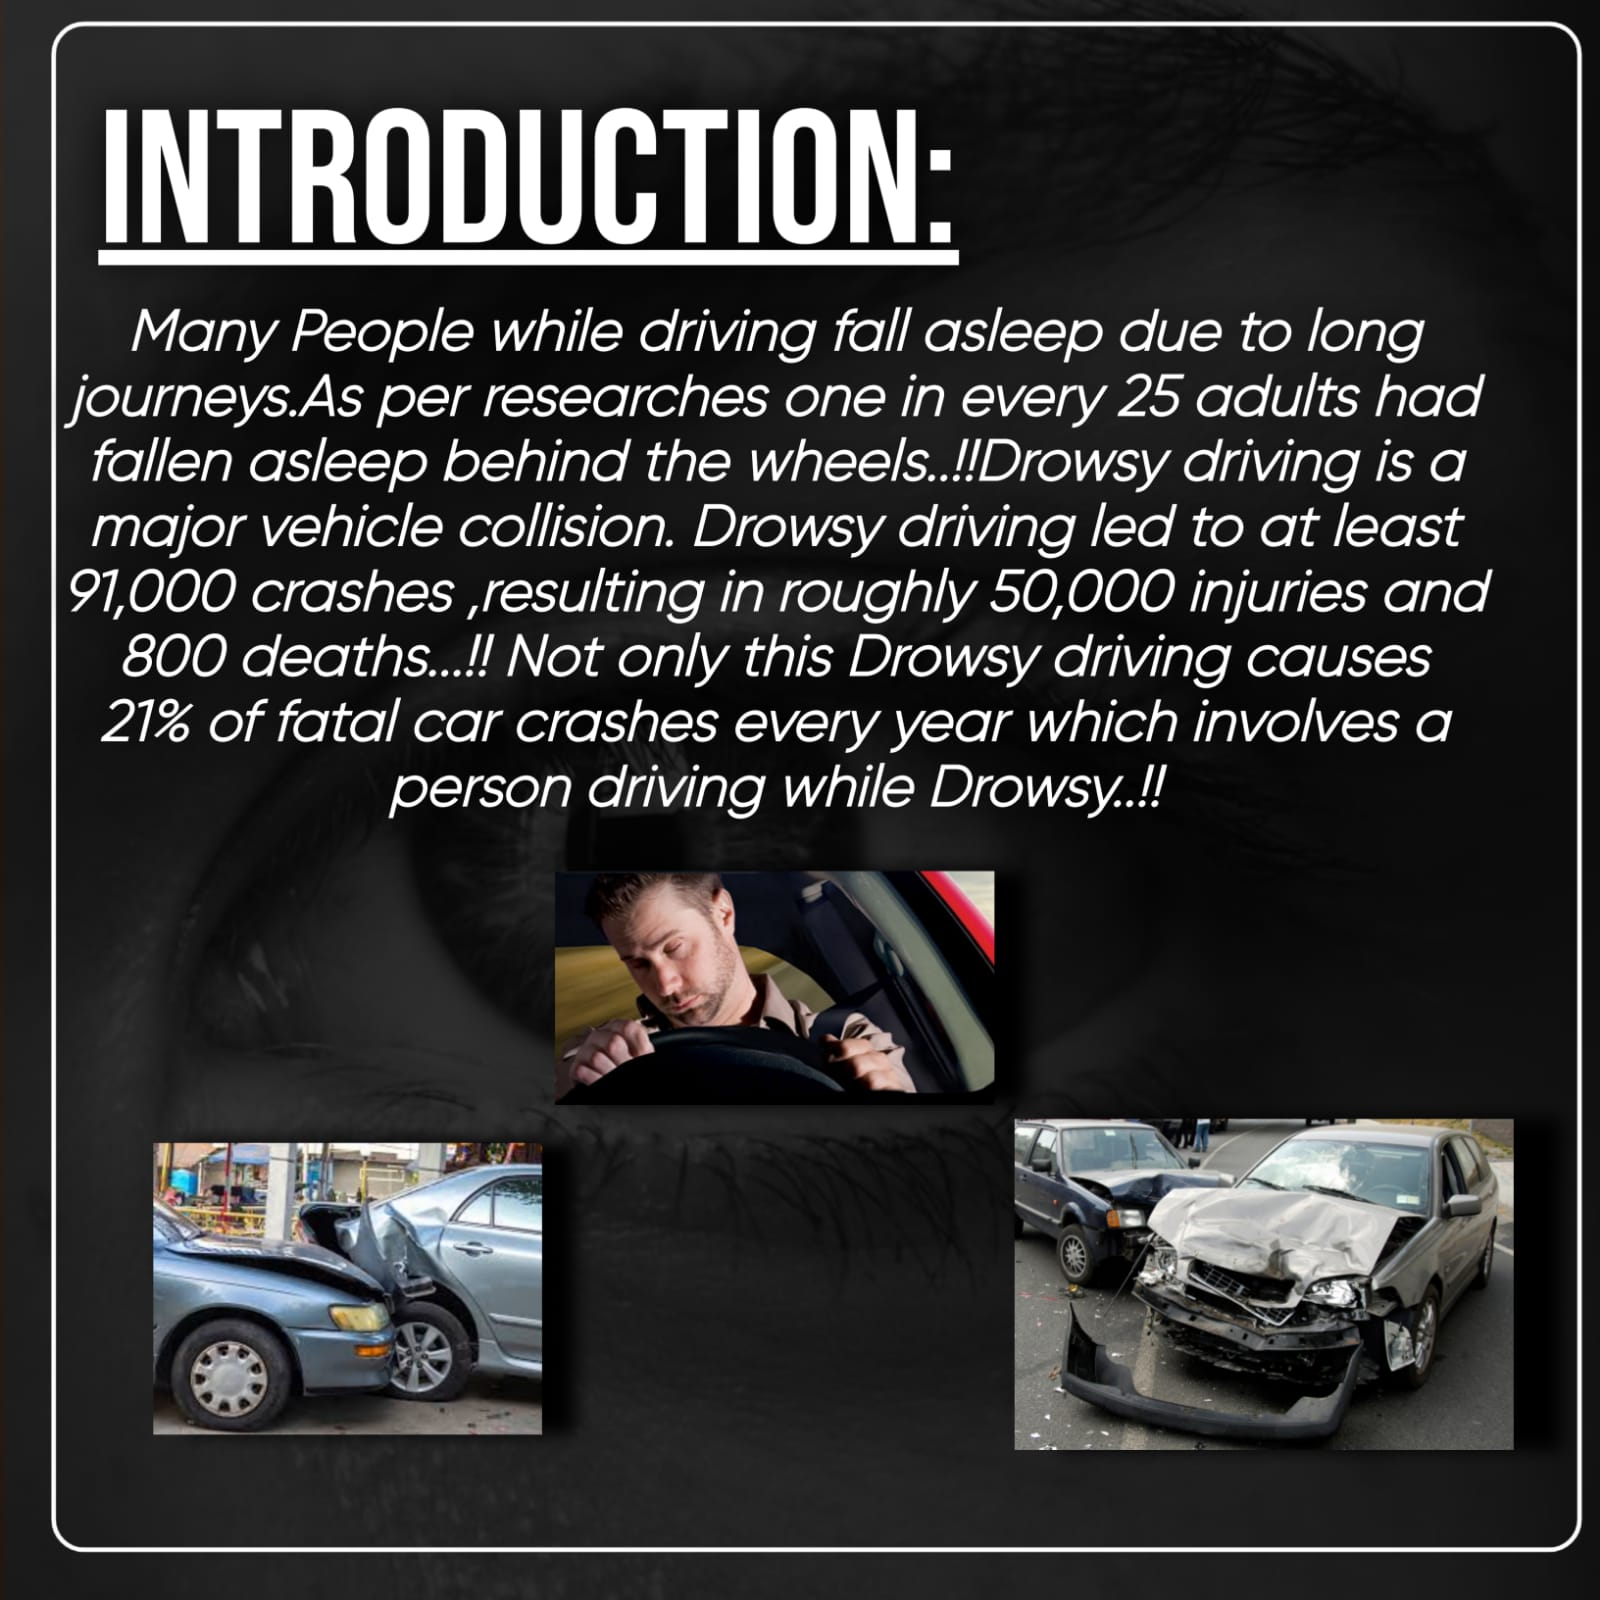 INTRODUCTION:
Many People while driving fall asleep due to long
journeys.As per researches one in every 25 adults had
fallen asleep behind the wheels..!!Drowsy driving is a
major vehicle collision. Drowsy driving led to at least
91,000 crashes ,resulting in roughly 50,000 injuries and
800 deaths...!! Not only this Drowsy driving causes
21% of fatal car crashes every year which involves a
person driving while Drowsy..!!